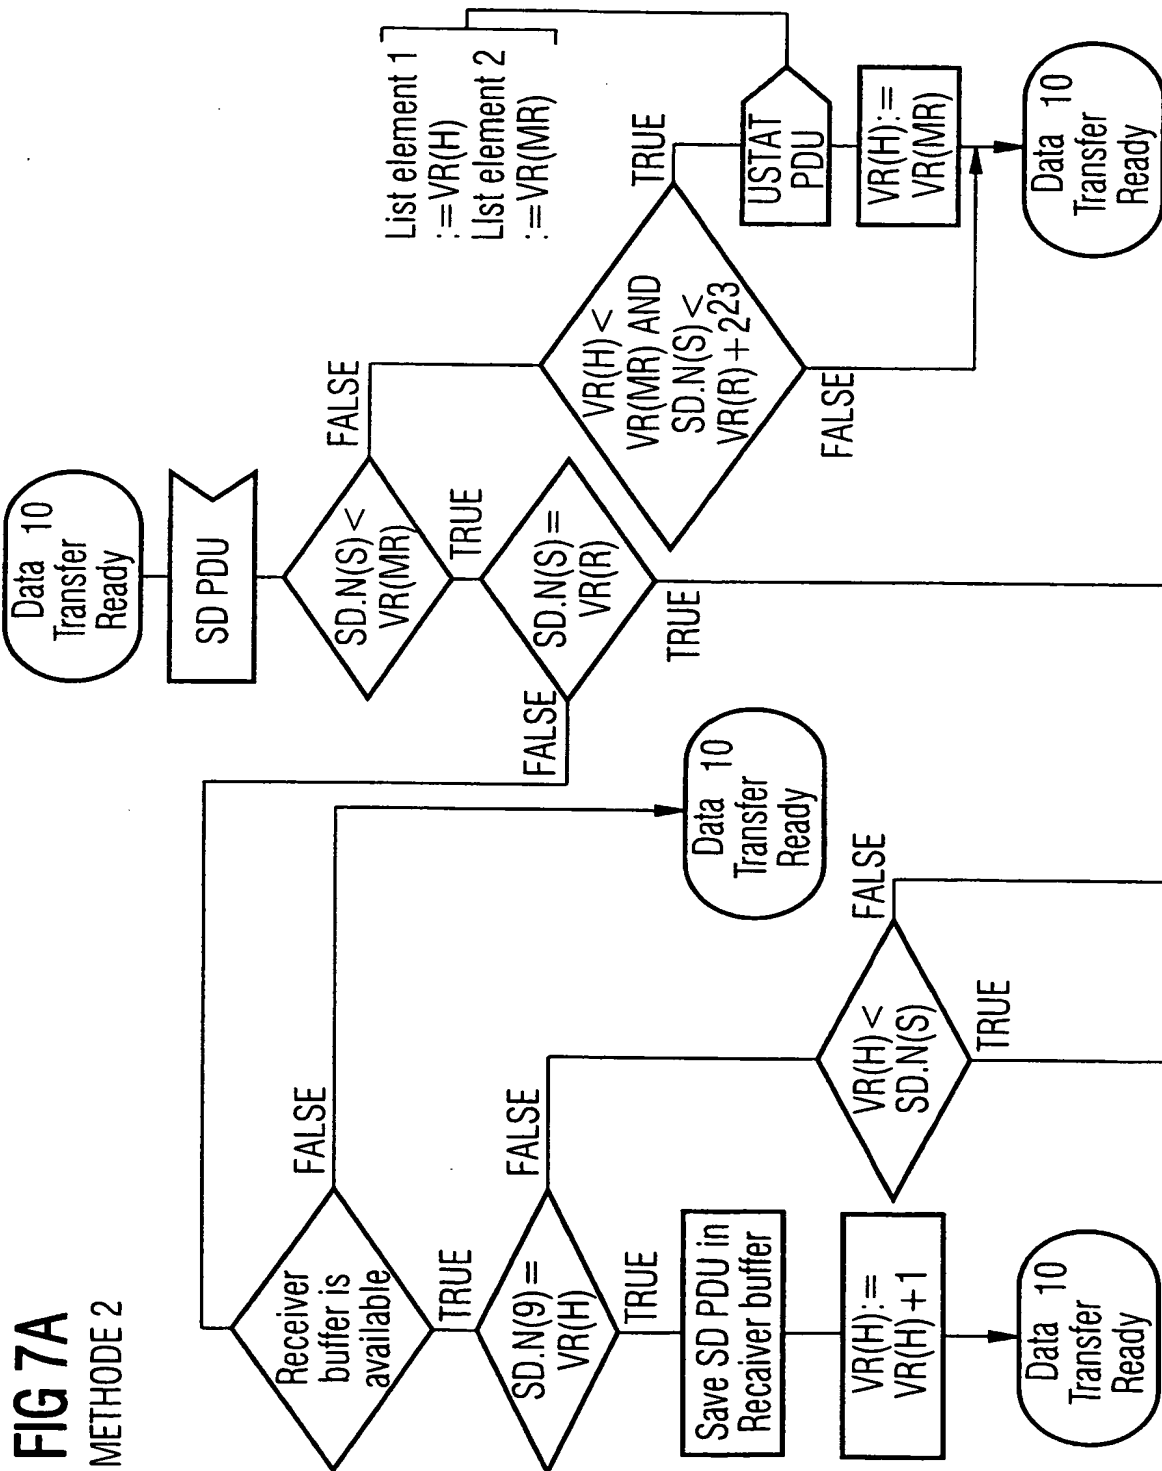 FIG 7A
METHODE 2
Data 10
Transfer
Ready
SD PDU
SD.N(S) <
VR(MR)
FALSE
TRUE
SD.N(S) =
VR(R)
FALSE
TRUE
VR(H) <
VR(MR) AND
SD.N(S) <
VR(R) + 2²³
TRUE
FALSE
List element 1
:=VR(H)
LIst element 2
:=VR(MR)
USTAT
PDU
VR(H):=
VR(MR)
Data 10
Transfer
Ready
Receiver
buffer is
available
FALSE
TRUE
Data 10
Transfer
Ready
SD.N(9) =
VR(H)
FALSE
TRUE
VR(H) <
SD.N(S)
FALSE
TRUE
Save SD PDU in
Recaiver buffer
VR(H):=
VR(H) +1
Data 10
Transfer
Ready